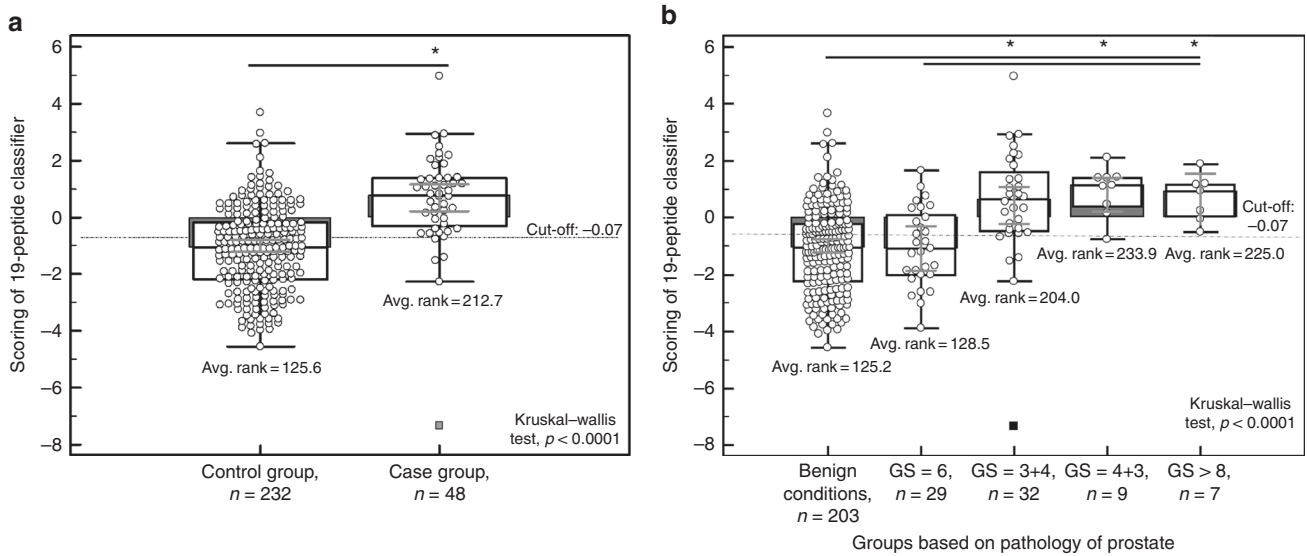 a
*
6
4
2
0
−2
−4
−6
−8
Scoring of 19-peptide classifier
Cut-off: −0.07
Avg. rank = 212.7
Avg. rank = 125.6
Kruskal–wallis
test, p < 0.0001
Control group,
n = 232
Case group,
n = 48
b
* * *
6
4
2
0
−2
−4
−6
−8
Scoring of 19-peptide classifier
Cut-off:
−0.07
Avg. rank = 233.9
Avg. rank = 225.0
Avg. rank = 204.0
Avg. rank = 128.5
Avg. rank = 125.2
Kruskal–wallis
test, p < 0.0001
Benign
conditions,
n = 203
GS = 6,
n = 29
GS = 3+4,
n = 32
GS = 4+3,
n = 9
GS > 8,
n = 7
Groups based on pathology of prostate